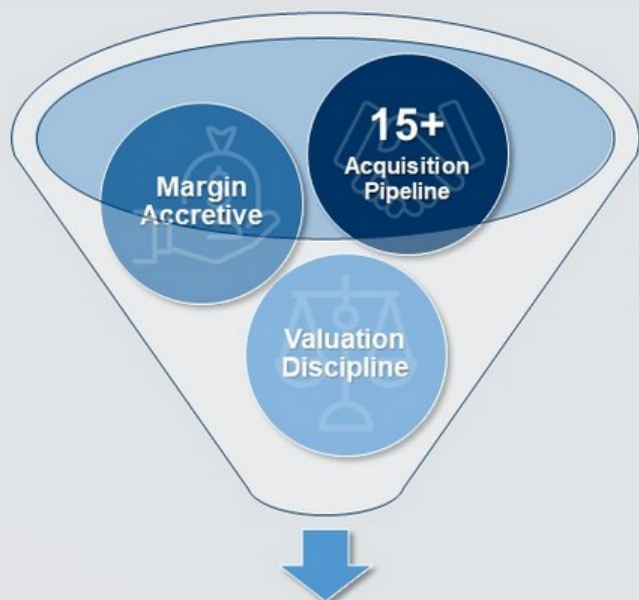 15+
Acquisition
Pipeline
Margin
Accretive
Valuation
Discipline